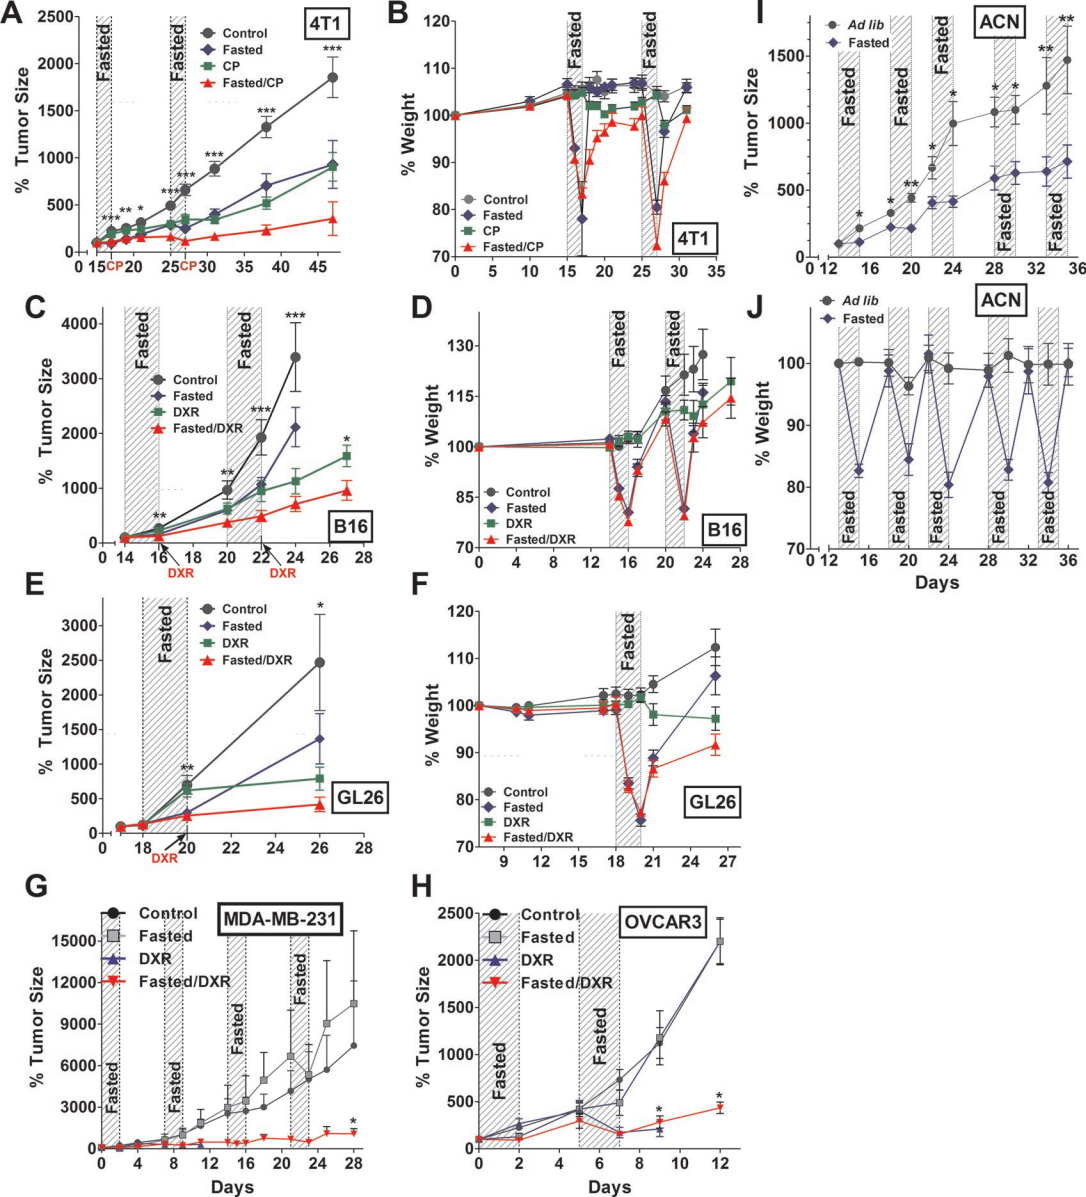 A
4T1
% Tumor Size
2500
2000
1500
1000
500
0
Fasted
Fasted
Control
Fasted
CP
Fasted/CP
***
**
*
***
***
***
***
***
0 15 CP 19 25 CP 30 35 40 45
B
120
110
100
90
80
70
% Weight
Fasted
Fasted
Control
Fasted
CP
Fasted/CP
4T1
0 5 10 15 20 25 30 35
I
ACN
% Tumor Size
1500
1000
500
0
Ad lib
Fasted
Fasted
Fasted
Fasted
Fasted
Fasted
*
*
**
*
*
*
*
**
**
0 12 16 20 24 28 32 36
C
% Tumor Size
4000
3000
2000
1000
0
Fasted
Fasted
Control
Fasted
DXR
Fasted/DXR
**
**
***
***
*
B16
0 14 16 18 20 22 24 26 28
DXR
DXR
D
130
115
100
85
70
% Weight
Fasted
Fasted
Control
Fasted
DXR
Fasted/DXR
B16
0 4 8 12 16 20 24 28
J
ACN
Ad lib
Fasted
% Weight
100
90
80
70
Fasted
Fasted
Fasted
Fasted
Fasted
0 12 16 20 24 28 32 36
Days
E
% Tumor Size
3000
2500
2000
1500
1000
500
0
Fasted
Control
Fasted
DXR
Fasted/DXR
**
*
GL26
0 18 20 22 24 26 28
DXR
F
120
110
100
90
80
70
% Weight
Fasted
Control
Fasted
DXR
Fasted/DXR
GL26
9 12 15 18 21 24 27
G
MDA-MB-231
Control
Fasted
DXR
Fasted/DXR
% Tumor Size
15000
12000
9000
6000
3000
0
Fasted
Fasted
Fasted
Fasted
*
0 4 8 12 16 20 24 28
Days
H
OVCAR3
Control
Fasted
DXR
Fasted/DXR
% Tumor Size
2500
2000
1500
1000
500
0
Fasted
Fasted
*
*
0 2 4 6 8 10 12
Days